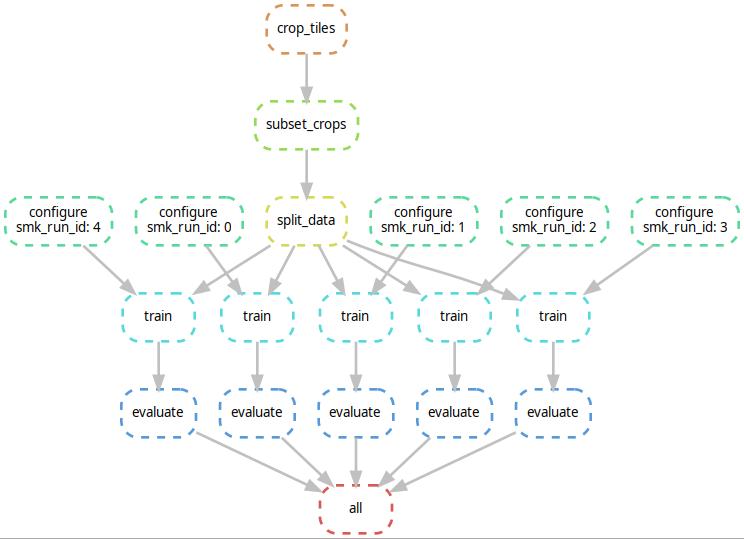 crop_tiles
subset_crops
configure
smk_run_id: 4
configure
smk_run_id: 0
split_data
configure
smk_run_id: 1
configure
smk_run_id: 2
configure
smk_run_id: 3
train
train
train
train
train
evaluate
evaluate
evaluate
evaluate
evaluate
all